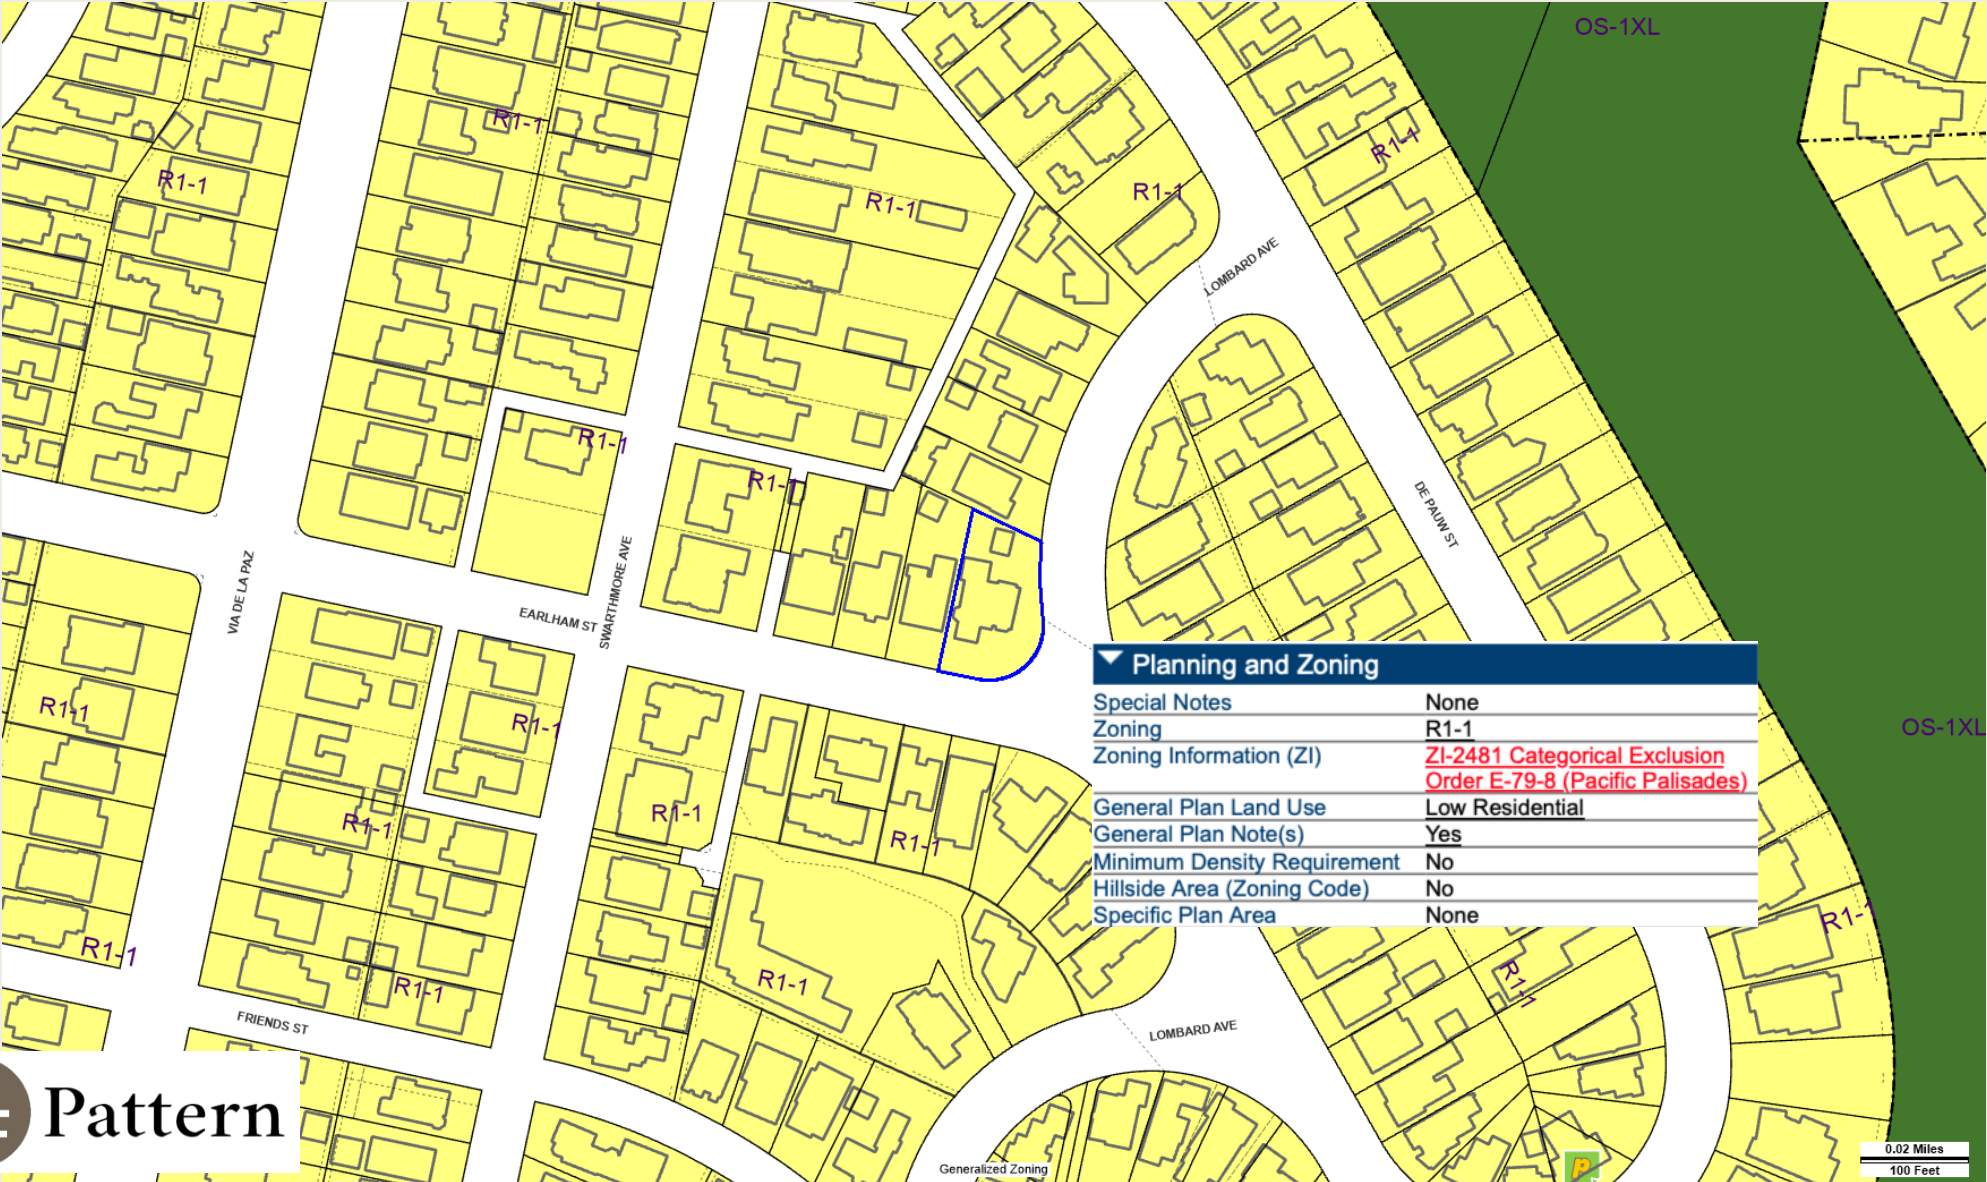 OS-1XL
R1-1
R1-1
R1-1
R1-1
R1-1
LOMBARD AVE
R1-1
R1-1
DE PAUW ST
VIA DE LA PAZ
SWARTHMORE AVE
EARLHAM ST
Planning and Zoning
Special Notes None
Zoning R1-1
Zoning Information (ZI) ZI-2481 Categorical Exclusion
Order E-79-8 (Pacific Palisades)
General Plan Land Use Low Residential
General Plan Note(s) Yes
Minimum Density Requirement No
Hillside Area (Zoning Code) No
Specific Plan Area None
R1-1
R1-1
OS-1XL
R1-1
R1-1
R1-1
R1-1
R1-1
R1-1
R1-1
R1-1
FRIENDS ST
LOMBARD AVE
Pattern
Generalized Zoning
P
0.02 Miles
100 Feet